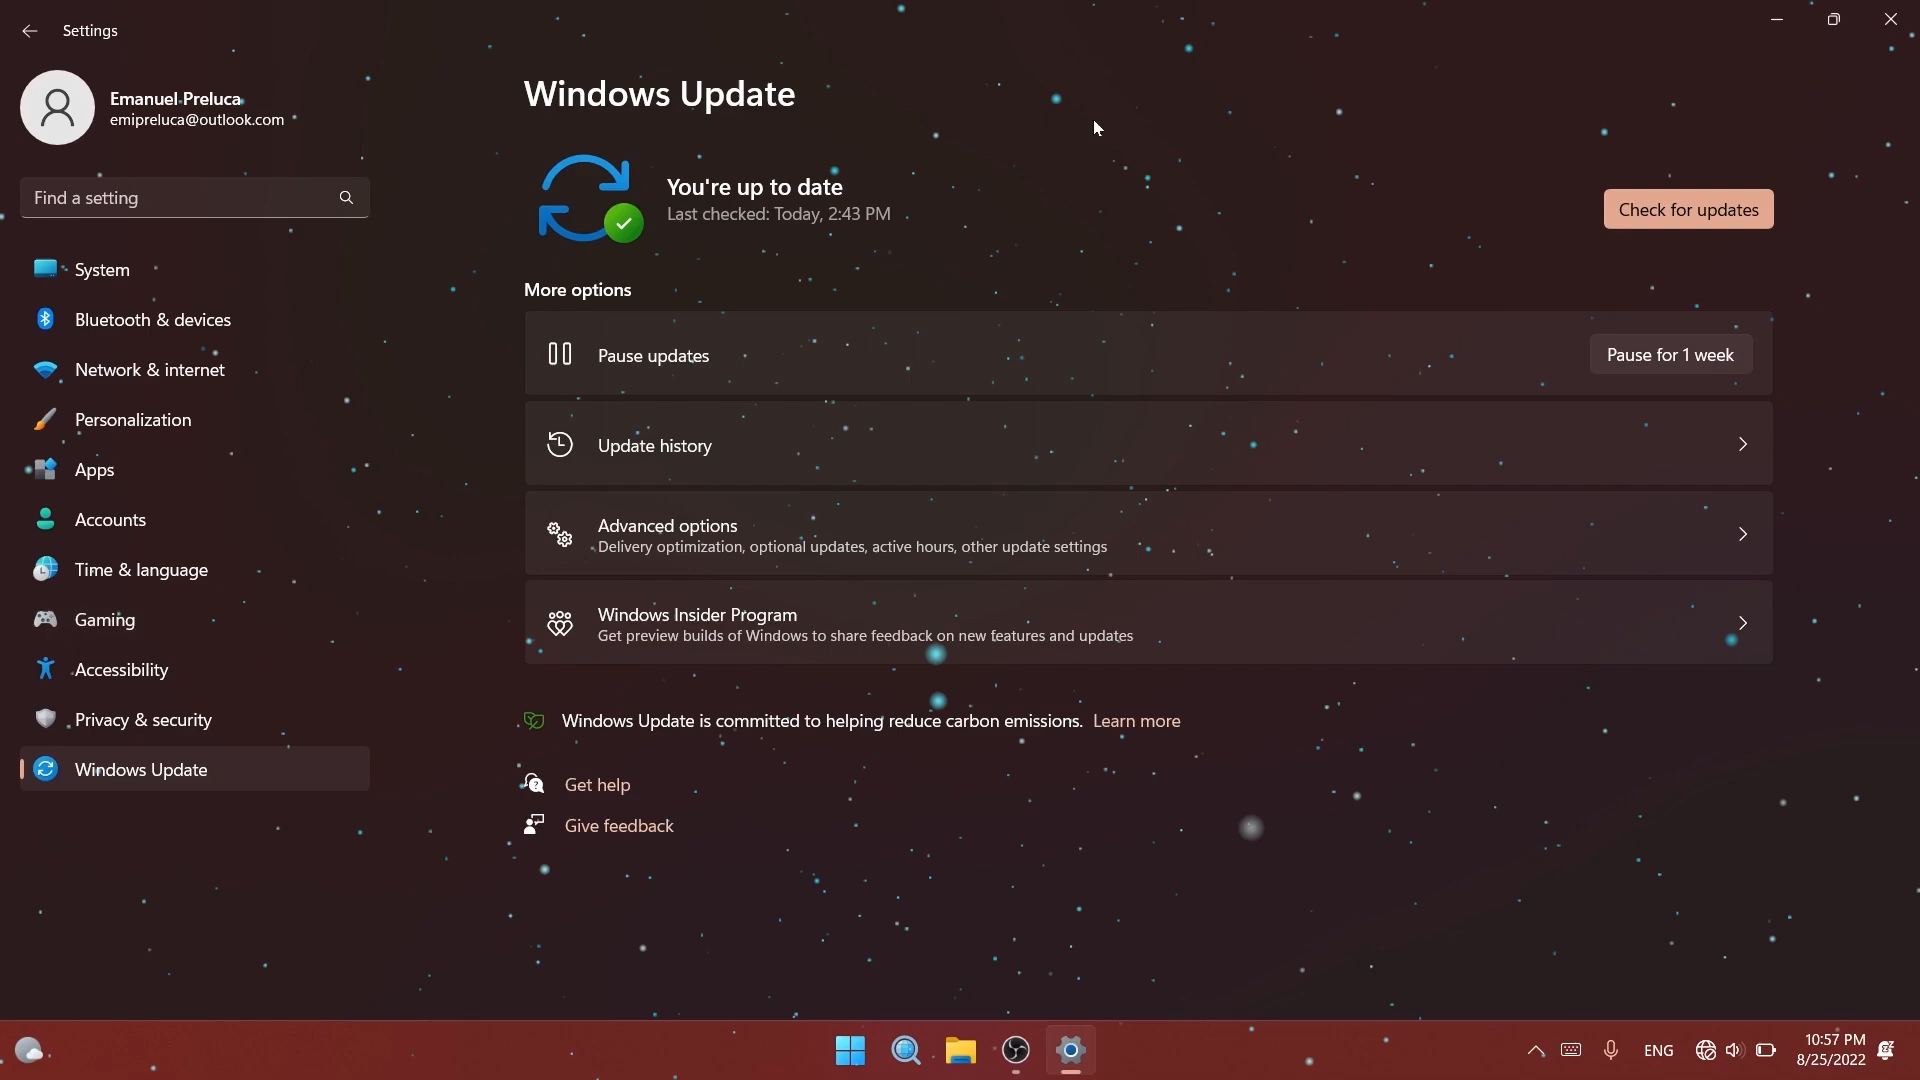 Settings
Emanuel Preluca
emipreluca@outlook.com
Find a setting
System
Bluetooth & devices
Network & internet
Personalization
Apps
Accounts
Time & language
Gaming
Accessibility
Privacy & security
Windows Update
Windows Update
You're up to date
Last checked: Today, 2:43 PM
Check for updates
More options
Pause updates
Pause for 1 week
Update history
Advanced options
Delivery optimization, optional updates, active hours, other update settings
Windows Insider Program
Get preview builds of Windows to share feedback on new features and updates
Windows Update is committed to helping reduce carbon emissions. Learn more
Get help
Give feedback
ENG
10:57 PM
8/25/2022